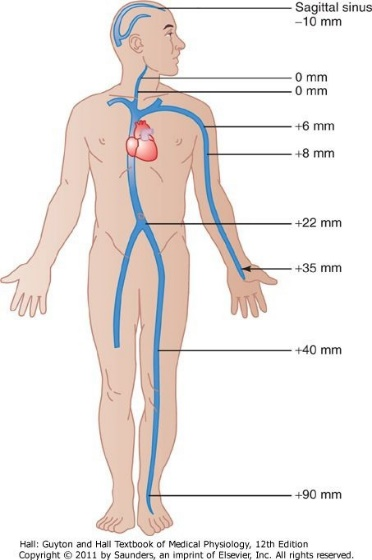 Sagittal sinus
−10 mm
0 mm
0 mm
+6 mm
+8 mm
+22 mm
+35 mm
+40 mm
+90 mm
Hall: Guyton and Hall Textbook of Medical Physiology, 12th Edition
Copyright © 2011 by Saunders, an imprint of Elsevier, Inc. All rights reserved.